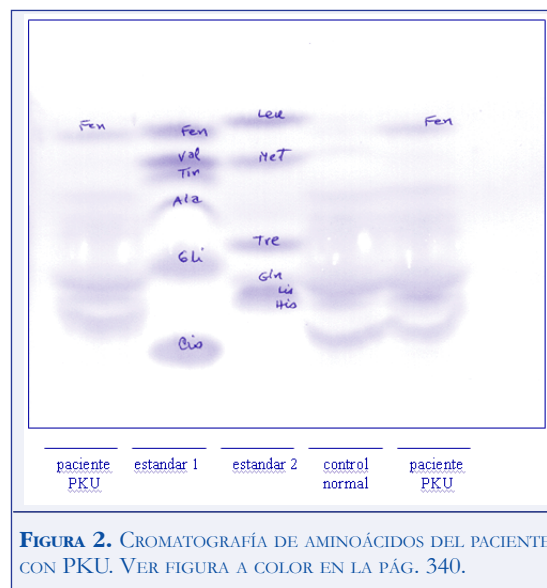 Leu
Fen Fen Fen
Val Met
Tir
Ala
Tre
Gli
Gln
Lis
His
Cis
paciente estandar 1 estandar 2 control paciente
PKU normal PKU
FIGURA 2. CROMATOGRAFÍA DE AMINOÁCIDOS DEL PACIENTE
CON PKU. VER FIGURA A COLOR EN LA PÁG. 340.